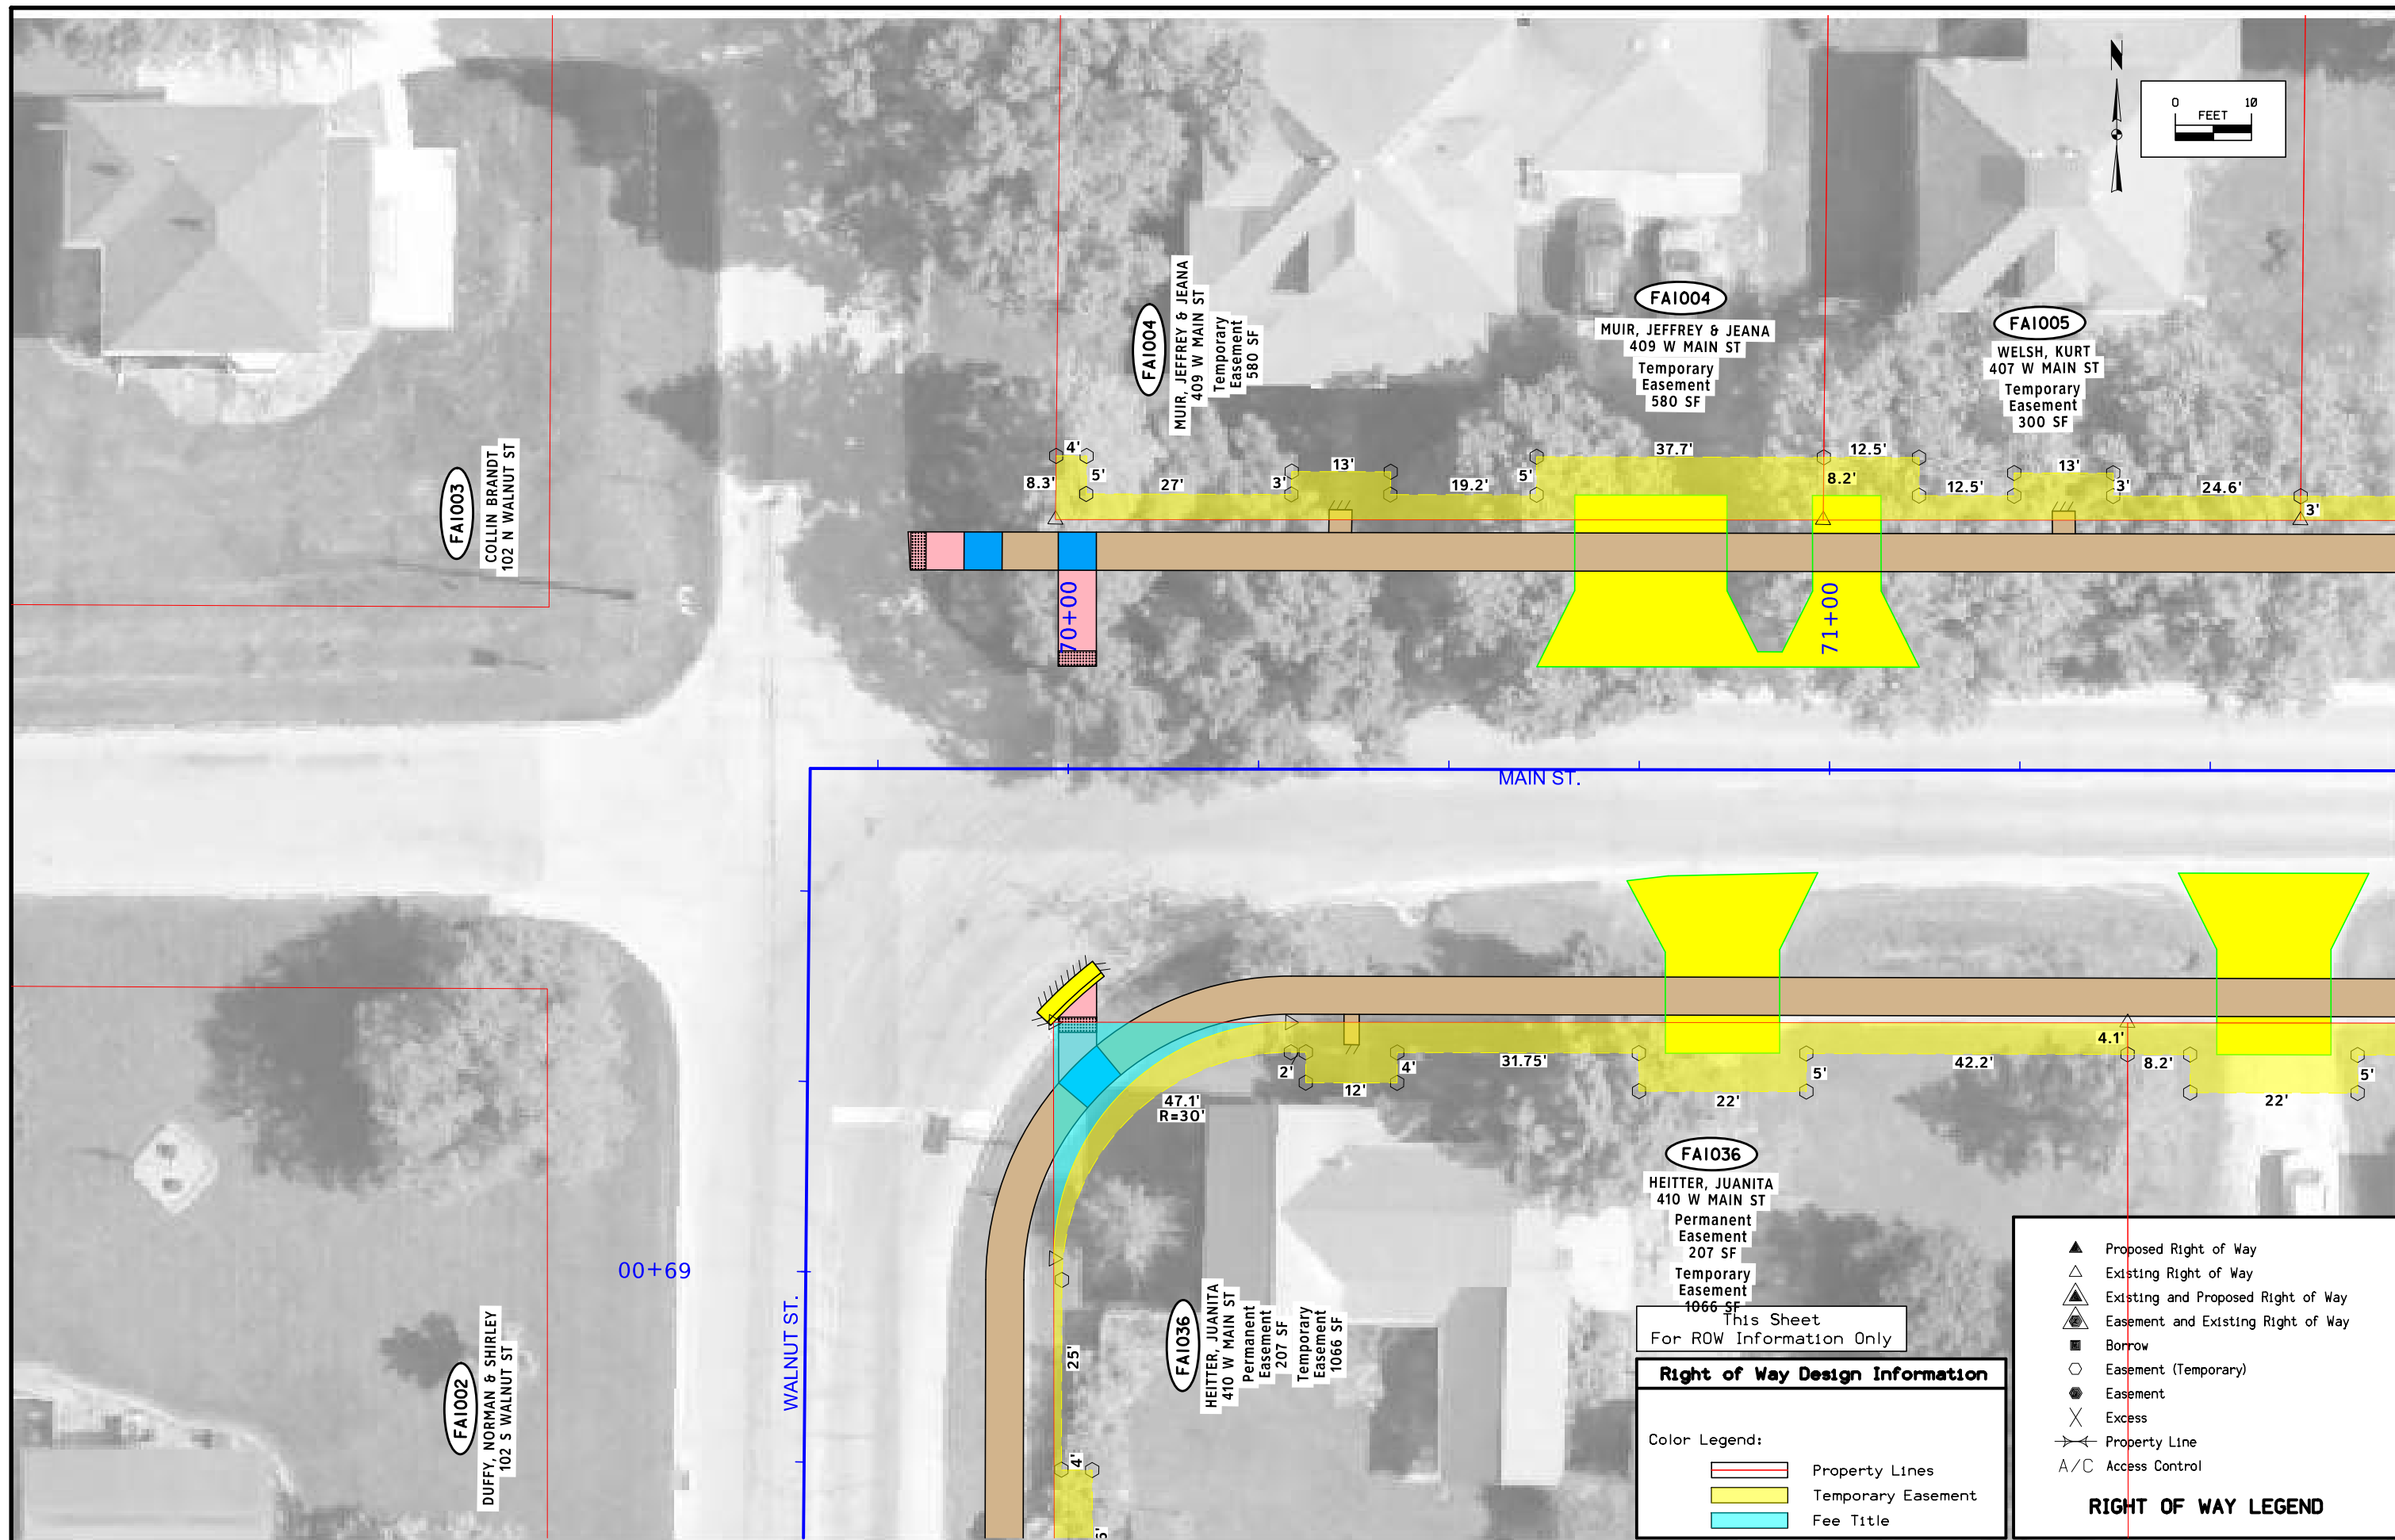 N
0 10
FEET
FA1004
MUIR, JEFFREY & JEANA
409 W MAIN ST
Temporary
Easement
580 SF
FA1004
MUIR, JEFFREY & JEANA
409 W MAIN ST
Temporary
Easement
580 SF
FA1005
WELSH, KURT
407 W MAIN ST
Temporary
Easement
300 SF
FA1003
COLLIN BRANDT
102 N WALNUT ST
4'
5'
8.3'
27'
3'
13'
19.2'
5'
37.7'
12.5'
8.2'
12.5'
13'
3'
24.6'
3'
70+00
71+00
MAIN ST.
4.1'
2'
12'
4'
31.75'
5'
22'
42.2'
8.2'
5'
22'
47.1'
R=30'
FA1036
HEITTER, JUANITA
410 W MAIN ST
Permanent
Easement
207 SF
Temporary
Easement
1066 SF
00+69
WALNUT ST.
25'
4'
FA1036
HEITTER, JUANITA
410 W MAIN ST
Permanent
Easement
207 SF
Temporary
Easement
1066 SF
FA1002
DUFFY, NORMAN & SHIRLEY
102 S WALNUT ST
This Sheet
For ROW Information Only
Right of Way Design Information
Color Legend:
Property Lines
Temporary Easement
Fee Title
Proposed Right of Way
Existing Right of Way
Existing and Proposed Right of Way
Easement and Existing Right of Way
Borrow
Easement (Temporary)
Easement
Excess
Property Line
A/C Access Control
RIGHT OF WAY LEGEND